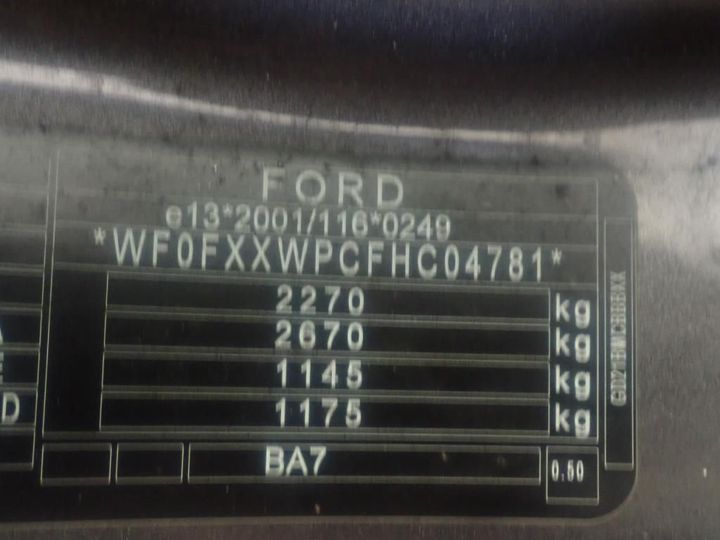 FORD
e13*2001/116*0249
*WF0FXXWPCFHC04781*
2270 kg
2670 kg
1145 kg
1175 kg
D
BA7
0.50